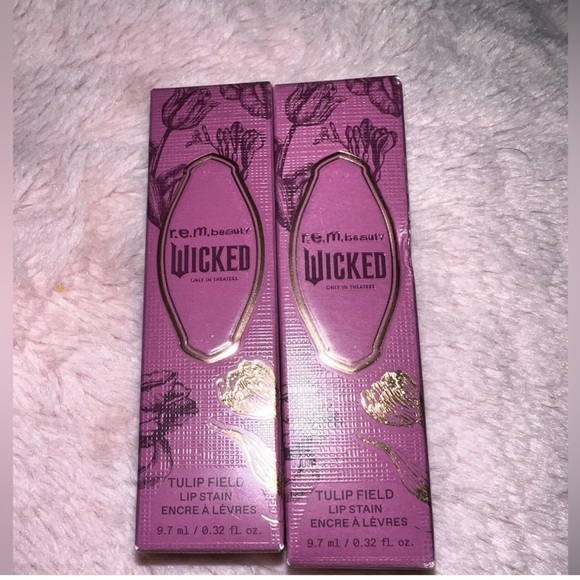 r.e.m.beauty
WICKED
ONLY IN THEATERS
TULIP FIELD
LIP STAIN
ENCRE À LÈVRES
9.7 ml / 0.32 fl. oz.
r.e.m.beauty
WICKED
ONLY IN THEATERS
TULIP FIELD
LIP STAIN
ENCRE À LÈVRES
9.7 ml / 0.32 fl. oz.